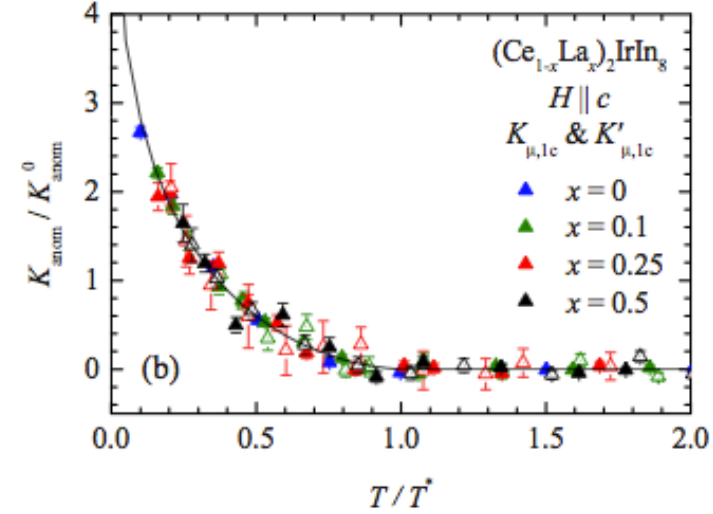 4
3
2
1
0
K_anom / K^0_anom
(Ce_{1-x}La_x)_2IrIn_8
H || c
K_{μ,1c} & K'_{μ,1c}
x = 0
x = 0.1
x = 0.25
x = 0.5
(b)
0.0 0.5 1.0 1.5 2.0
T / T^*